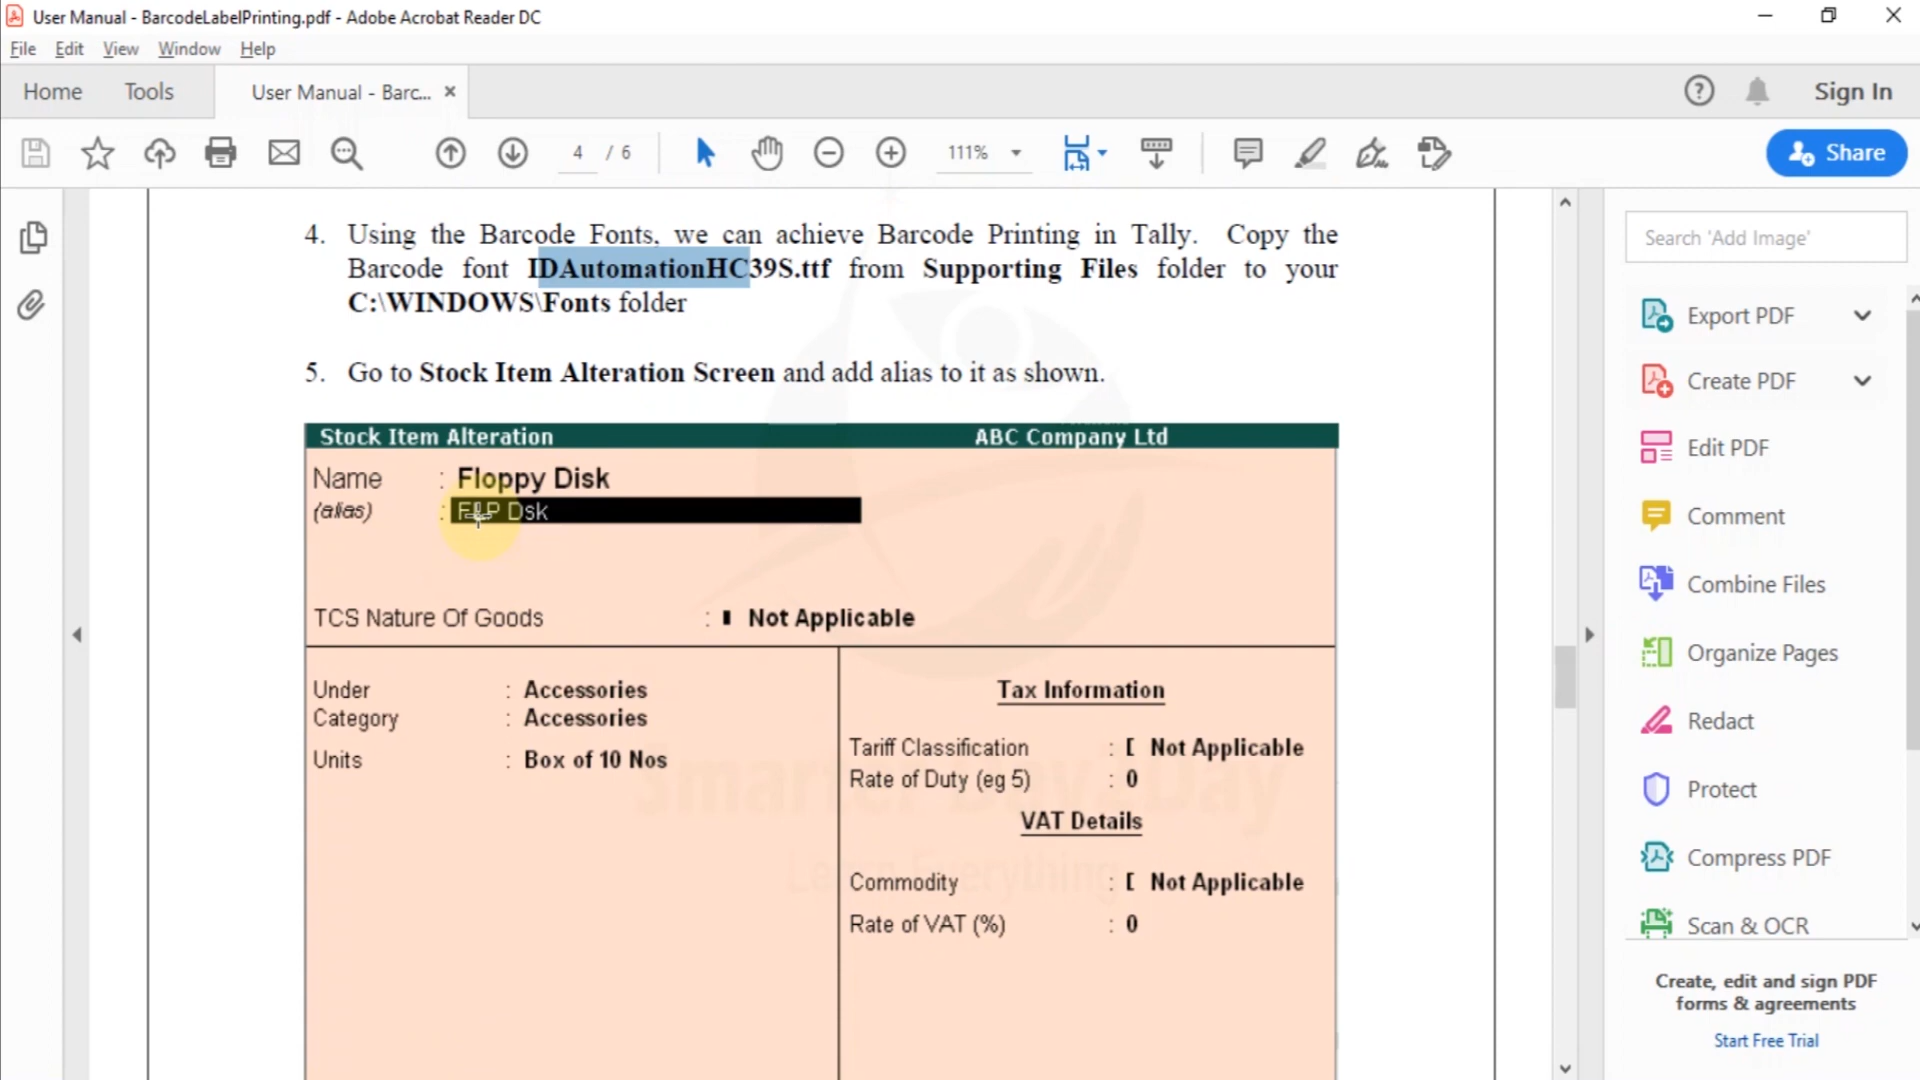 User Manual - BarcodeLabelPrinting.pdf - Adobe Acrobat Reader DC
File Edit View Window Help
Home Tools User Manual - Barc... × Sign In
4 / 6 111% Share
4. Using the Barcode Fonts, we can achieve Barcode Printing in Tally. Copy the
Barcode font IDAutomationHC39S.ttf from Supporting Files folder to your
C:\WINDOWS\Fonts folder
5. Go to Stock Item Alteration Screen and add alias to it as shown.
Stock Item Alteration ABC Company Ltd
Name : Floppy Disk
(alias) : FLP Dsk
TCS Nature Of Goods : Not Applicable
Under : Accessories
Category : Accessories
Units : Box of 10 Nos
Tax Information
Tariff Classification : [ Not Applicable
Rate of Duty (eg 5) : 0
VAT Details
Commodity : [ Not Applicable
Rate of VAT (%) : 0
Smarter Day2Day
Learn Everything
Search 'Add Image'
Export PDF
Create PDF
Edit PDF
Comment
Combine Files
Organize Pages
Redact
Protect
Compress PDF
Scan & OCR
Create, edit and sign PDF
forms & agreements
Start Free Trial